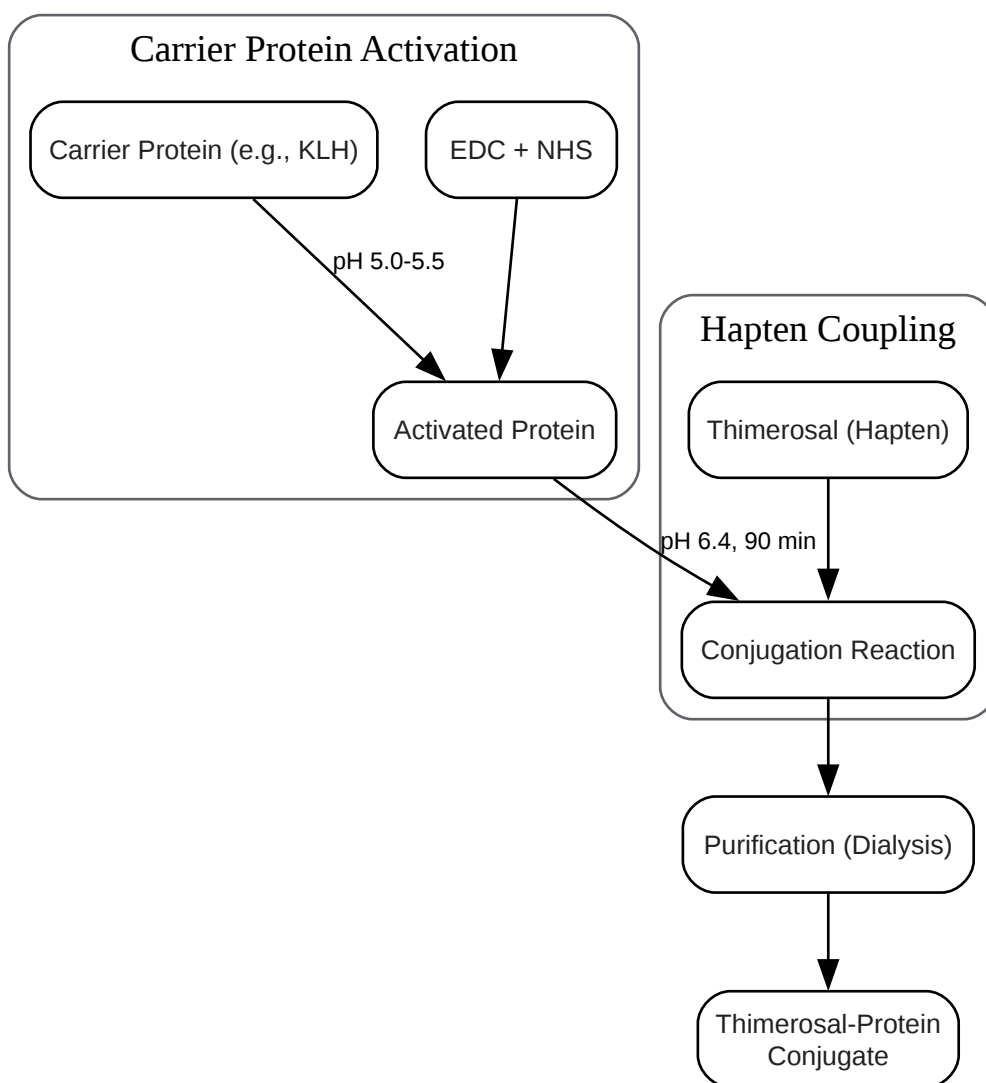 Carrier Protein Activation
Carrier Protein (e.g., KLH)
EDC + NHS
pH 5.0-5.5
Activated Protein
Hapten Coupling
Thimerosal (Hapten)
pH 6.4, 90 min
Conjugation Reaction
Purification (Dialysis)
Thimerosal-Protein
Conjugate